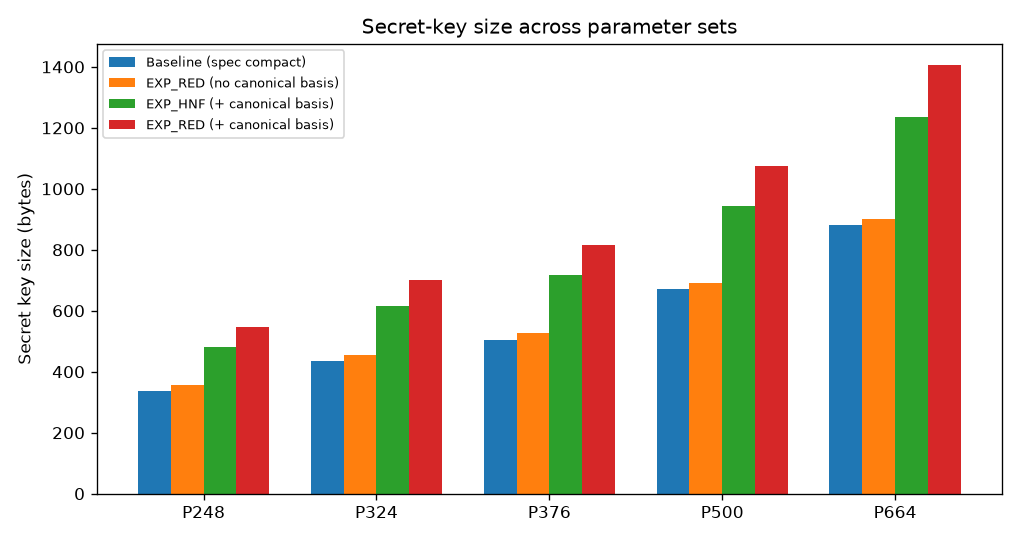 Secret-key size across parameter sets
Baseline (spec compact)
EXP_RED (no canonical basis)
EXP_HNF (+ canonical basis)
EXP_RED (+ canonical basis)
Secret key size (bytes)
1400
1200
1000
800
600
400
200
0
P248
P324
P376
P500
P664